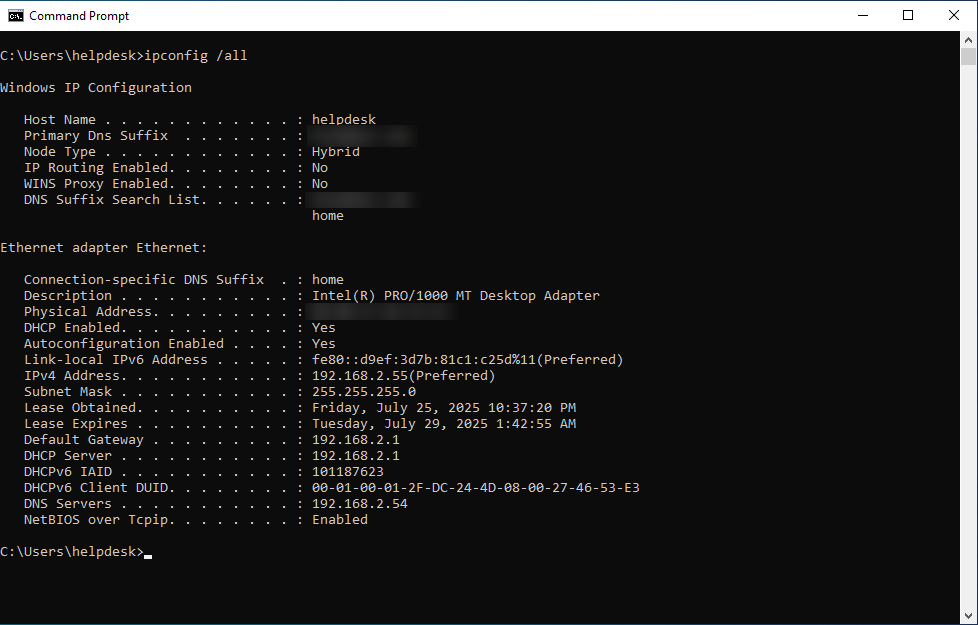 Command Prompt
C:\Users\helpdesk>ipconfig /all
Windows IP Configuration
Host Name . . . . . . . . . . . . : helpdesk
Primary Dns Suffix  . . . . . . . :
Node Type . . . . . . . . . . . . : Hybrid
IP Routing Enabled. . . . . . . . : No
WINS Proxy Enabled. . . . . . . . : No
DNS Suffix Search List. . . . . . :
home
Ethernet adapter Ethernet:
Connection-specific DNS Suffix  . : home
Description . . . . . . . . . . . : Intel(R) PRO/1000 MT Desktop Adapter
Physical Address. . . . . . . . . :
DHCP Enabled. . . . . . . . . . . : Yes
Autoconfiguration Enabled . . . . : Yes
Link-local IPv6 Address . . . . . : fe80::d9ef:3d7b:81c1:c25d%11(Preferred)
IPv4 Address. . . . . . . . . . . : 192.168.2.55(Preferred)
Subnet Mask . . . . . . . . . . . : 255.255.255.0
Lease Obtained. . . . . . . . . . : Friday, July 25, 2025 10:37:20 PM
Lease Expires . . . . . . . . . . : Tuesday, July 29, 2025 1:42:55 AM
Default Gateway . . . . . . . . . : 192.168.2.1
DHCP Server . . . . . . . . . . . : 192.168.2.1
DHCPv6 IAID . . . . . . . . . . . : 101187623
DHCPv6 Client DUID. . . . . . . . : 00-01-00-01-2F-DC-24-4D-08-00-27-46-53-E3
DNS Servers . . . . . . . . . . . : 192.168.2.54
NetBIOS over Tcpip. . . . . . . . : Enabled
C:\Users\helpdesk>